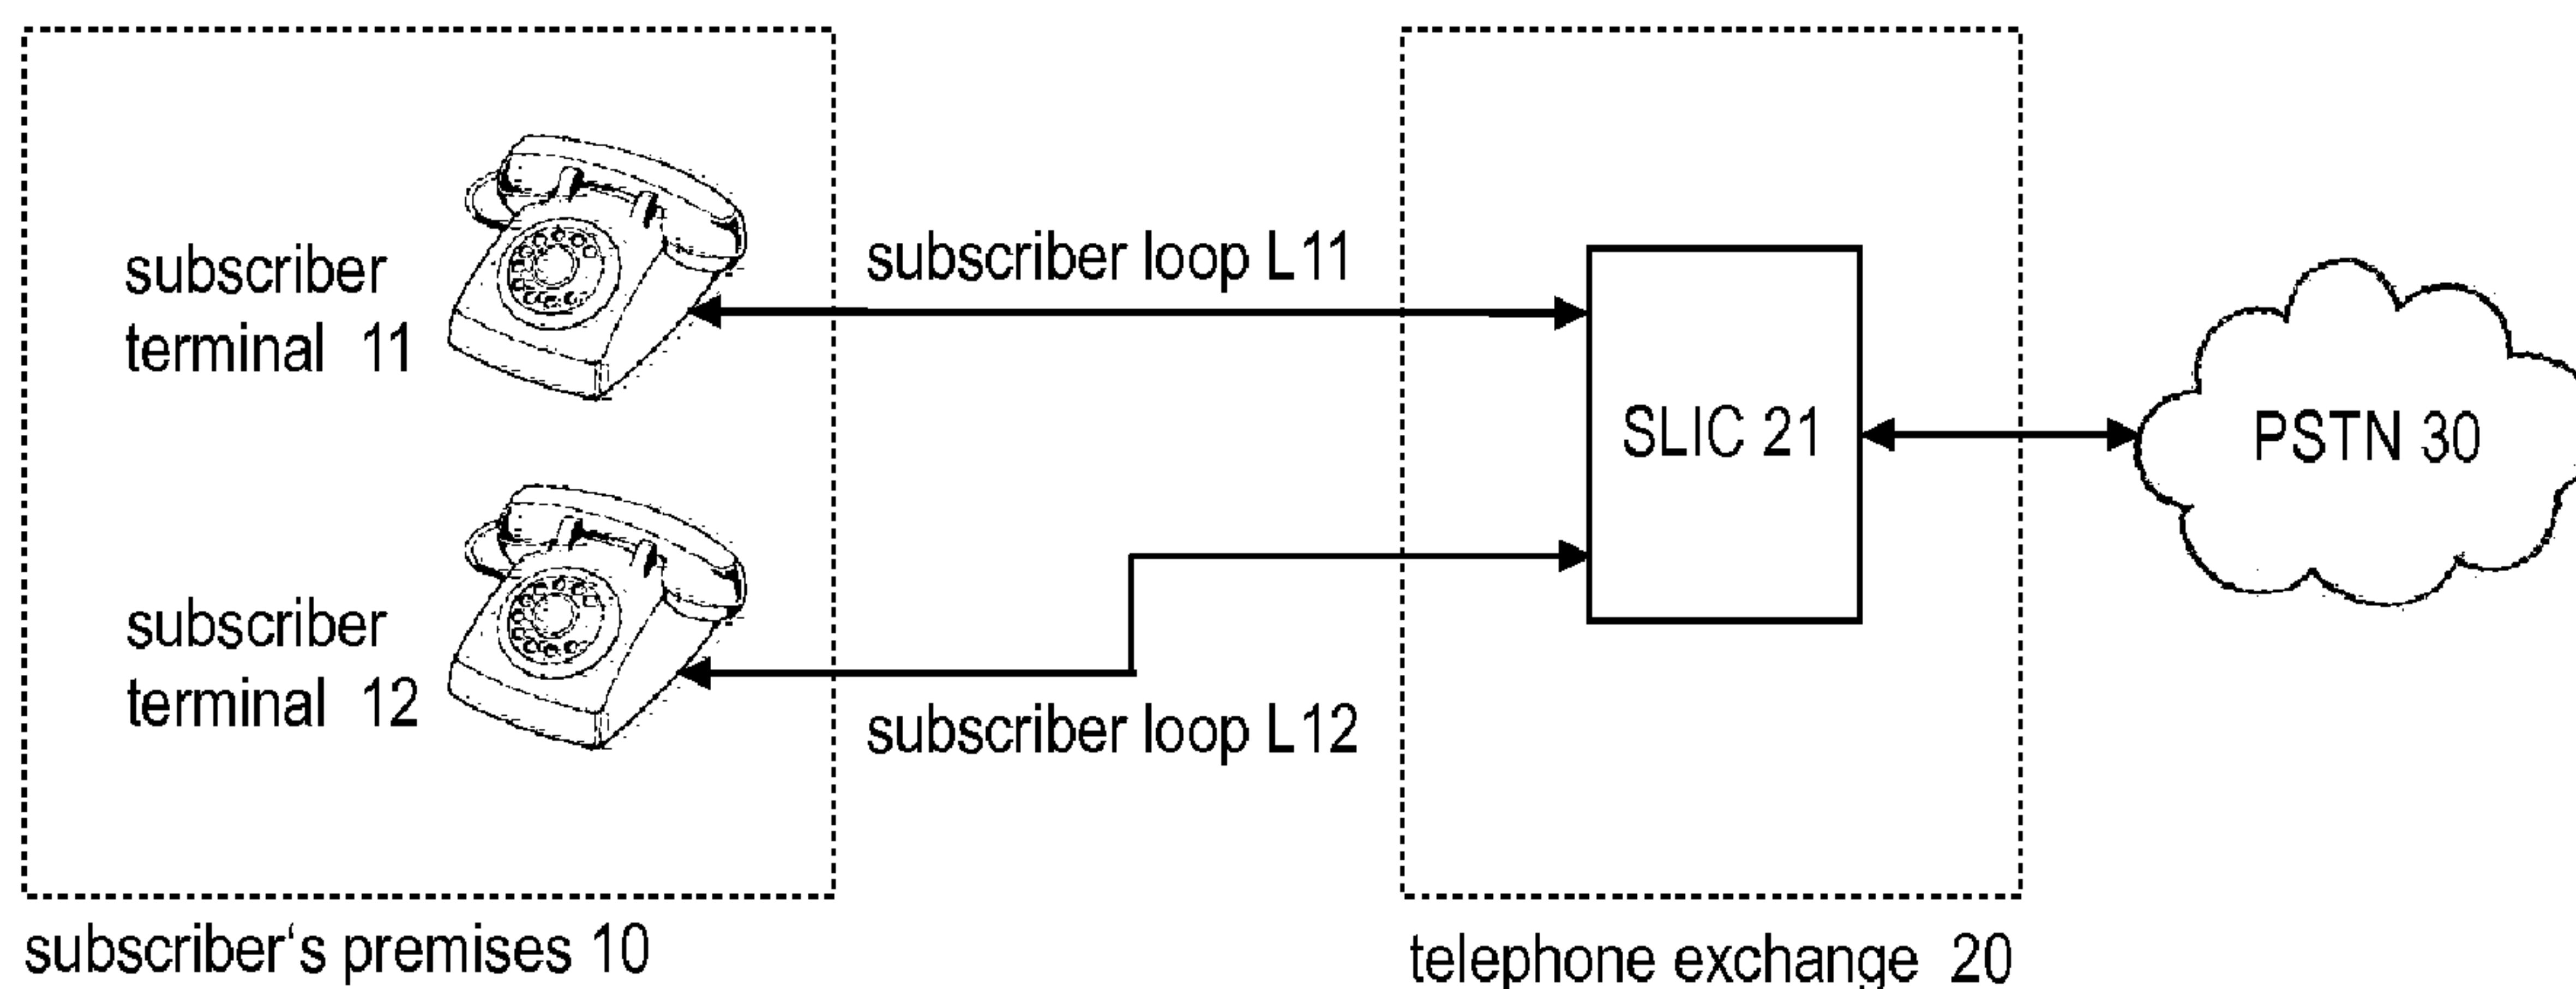 subscriber
terminal 11
subscriber loop L11
SLIC 21
PSTN 30
subscriber
terminal 12
subscriber loop L12
subscriber‘s premises 10
telephone exchange 20